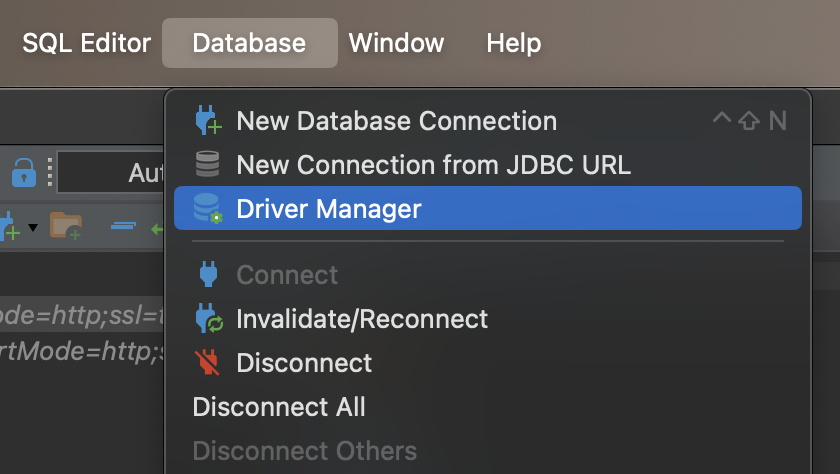 SQL Editor Database Window Help
New Database Connection ^⇧ N
New Connection from JDBC URL
Aut
Driver Manager
Connect
ode=http;ssl=t
Invalidate/Reconnect
rtMode=http;s
Disconnect
Disconnect All
Disconnect Others